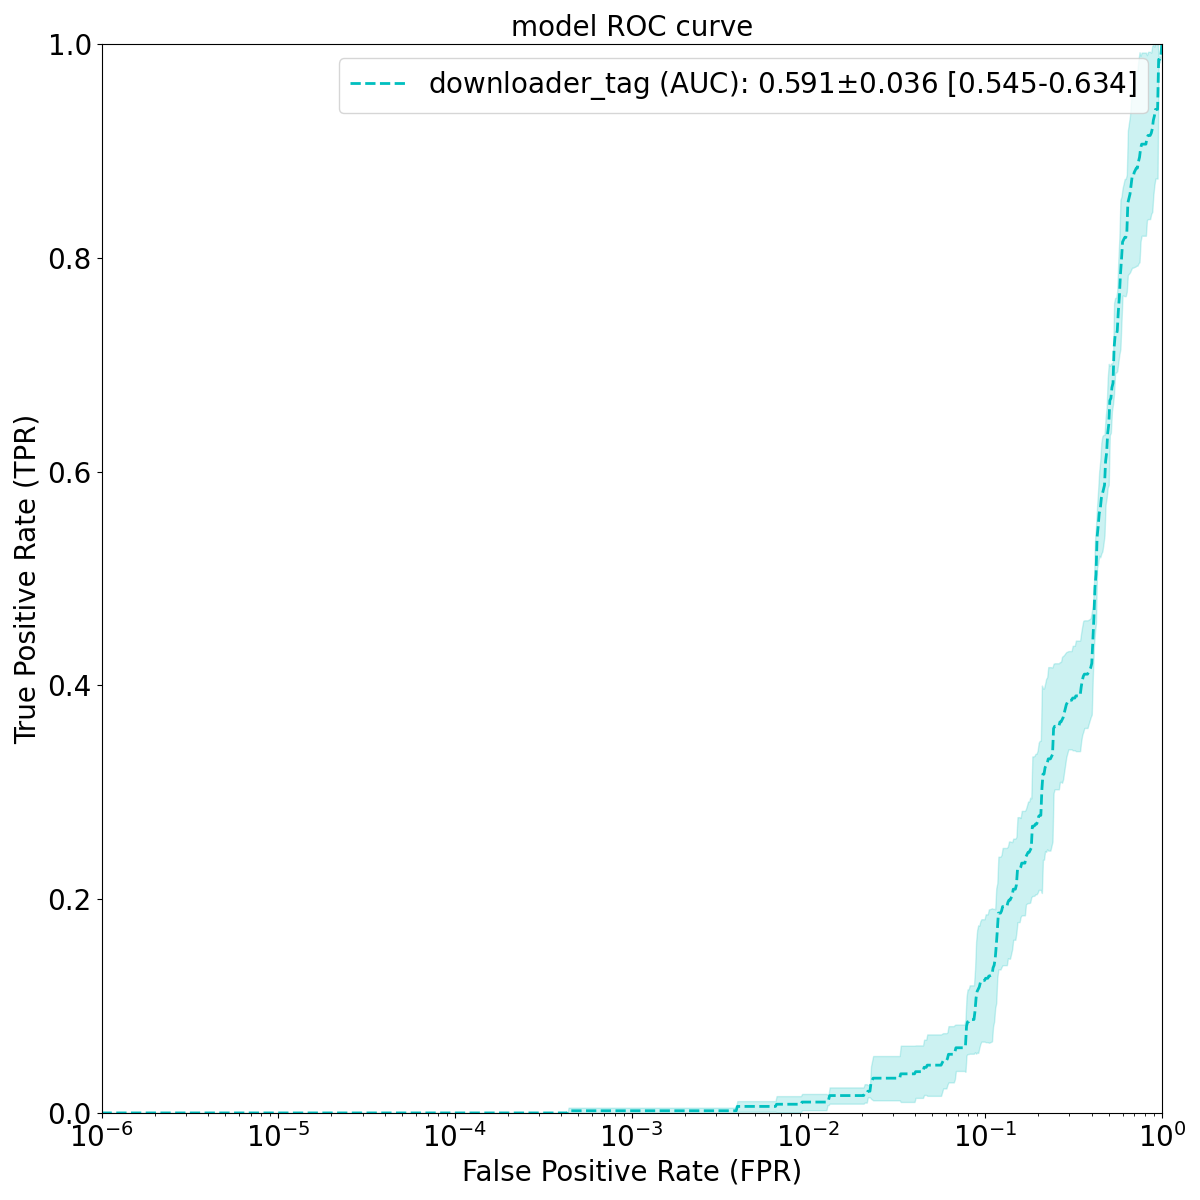 model ROC curve
downloader_tag (AUC): 0.591±0.036 [0.545-0.634]
1.0
0.8
0.6
0.4
0.2
0.0
True Positive Rate (TPR)
10⁻⁶ 10⁻⁵ 10⁻⁴ 10⁻³ 10⁻² 10⁻¹ 10⁰
False Positive Rate (FPR)